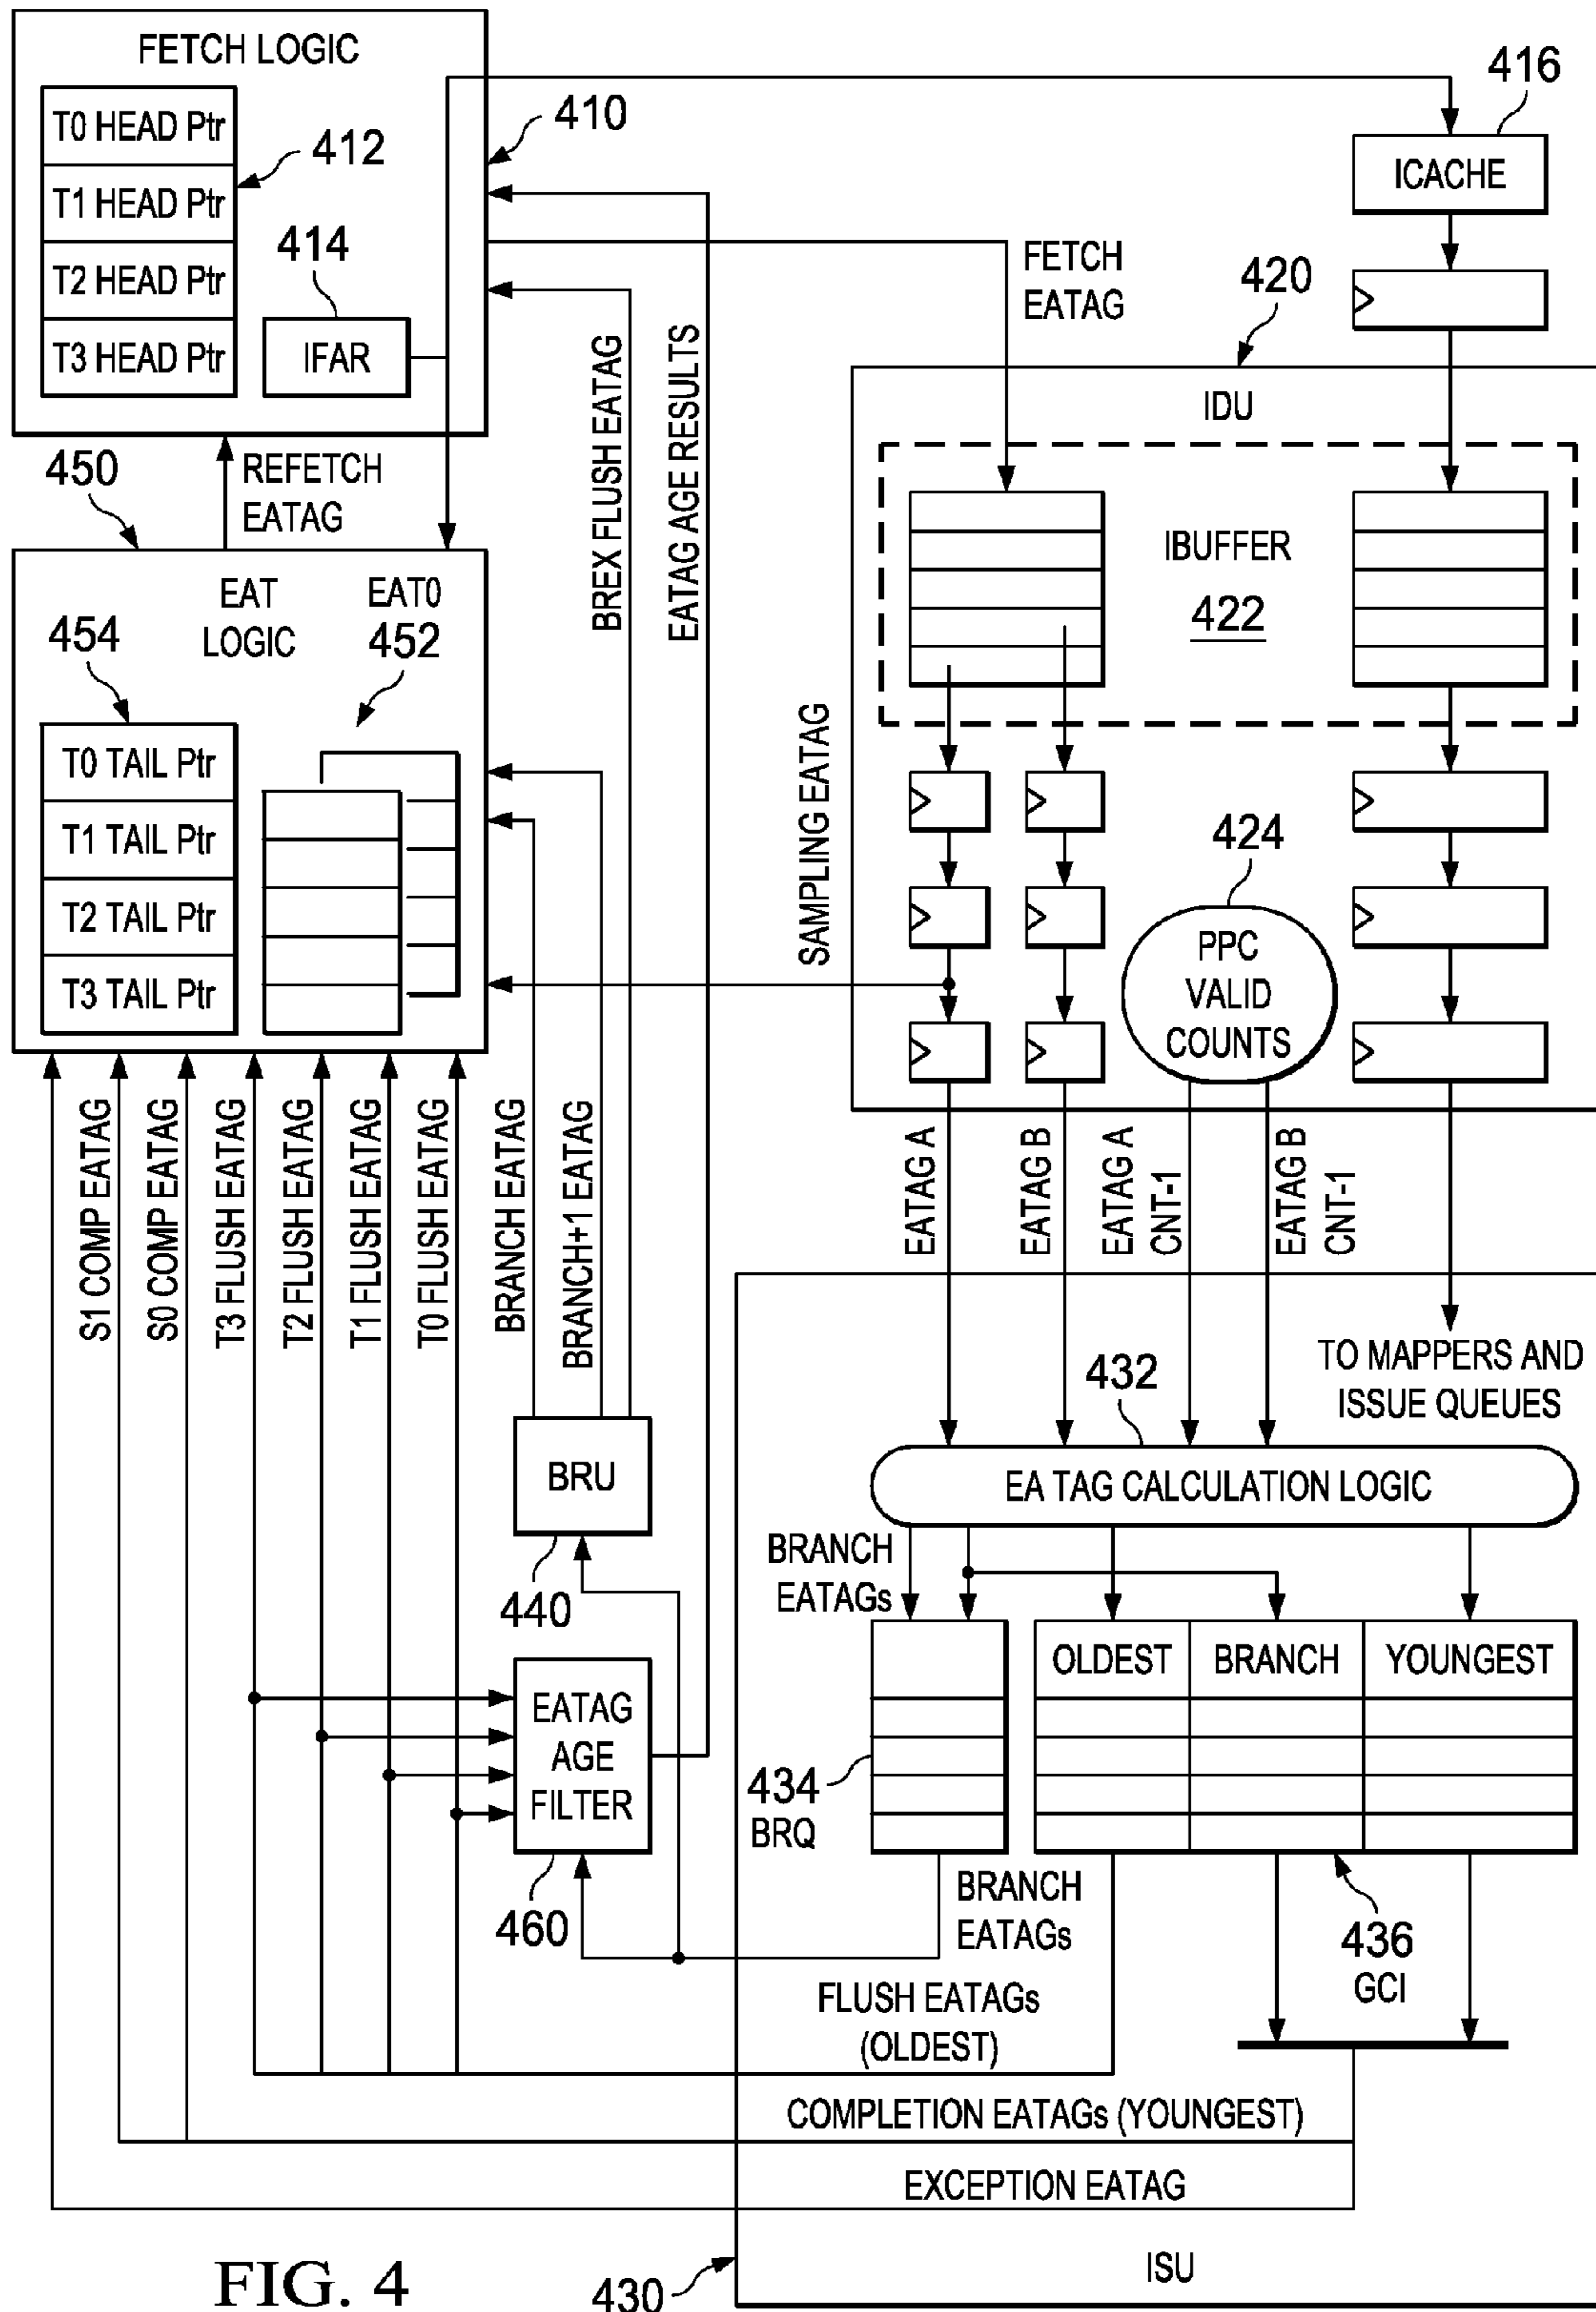 FETCH LOGIC
T0 HEAD Ptr
T1 HEAD Ptr
T2 HEAD Ptr
T3 HEAD Ptr
412
410
414
IFAR
416
ICACHE
FETCH
EATAG
420
IDU
450
REFETCH
EATAG
BREX FLUSH EATAG
EATAG AGE RESULTS
IBUFFER
422
EAT
LOGIC
EAT0
452
454
T0 TAIL Ptr
T1 TAIL Ptr
T2 TAIL Ptr
T3 TAIL Ptr
SAMPLING EATAG
424
PPC
VALID
COUNTS
S1 COMP EATAG
S0 COMP EATAG
T3 FLUSH EATAG
T2 FLUSH EATAG
T1 FLUSH EATAG
T0 FLUSH EATAG
BRANCH EATAG
BRANCH+1 EATAG
EATAG A
EATAG B
EATAG A
CNT-1
EATAG B
CNT-1
TO MAPPERS AND
ISSUE QUEUES
432
BRU
440
EA TAG CALCULATION LOGIC
BRANCH
EATAGs
OLDEST
BRANCH
YOUNGEST
EATAG
AGE
FILTER
460
434
BRQ
BRANCH
EATAGs
436
GCI
FLUSH EATAGs
(OLDEST)
COMPLETION EATAGs (YOUNGEST)
EXCEPTION EATAG
ISU
430
FIG. 4